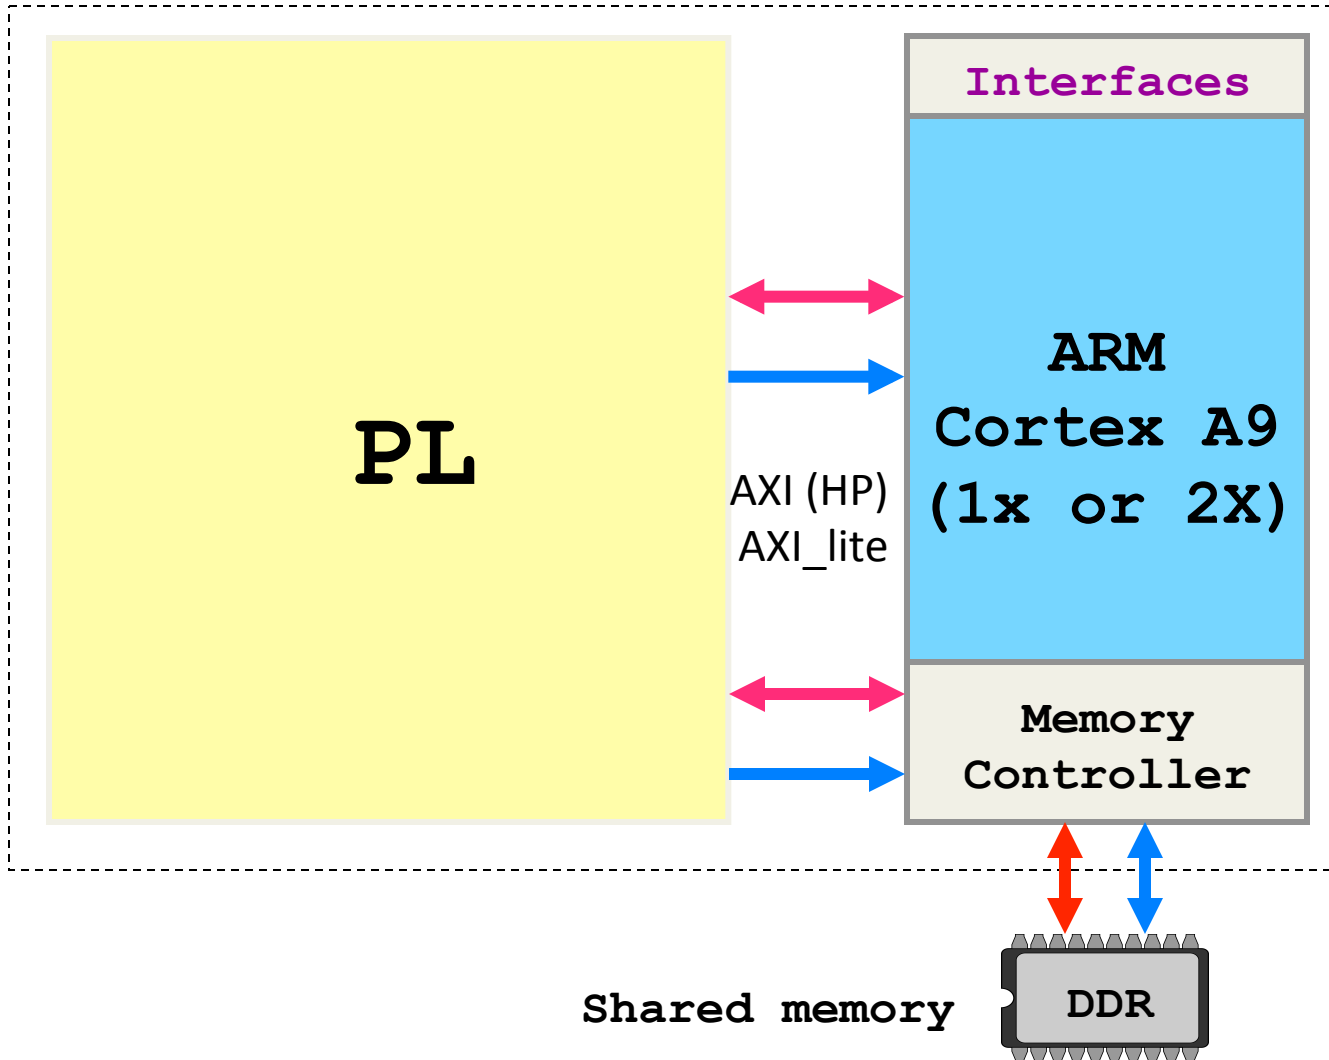 Interfaces
PL
ARM
Cortex A9
(1x or 2X)
AXI (HP)
AXI_lite
Memory
Controller
Shared memory
DDR